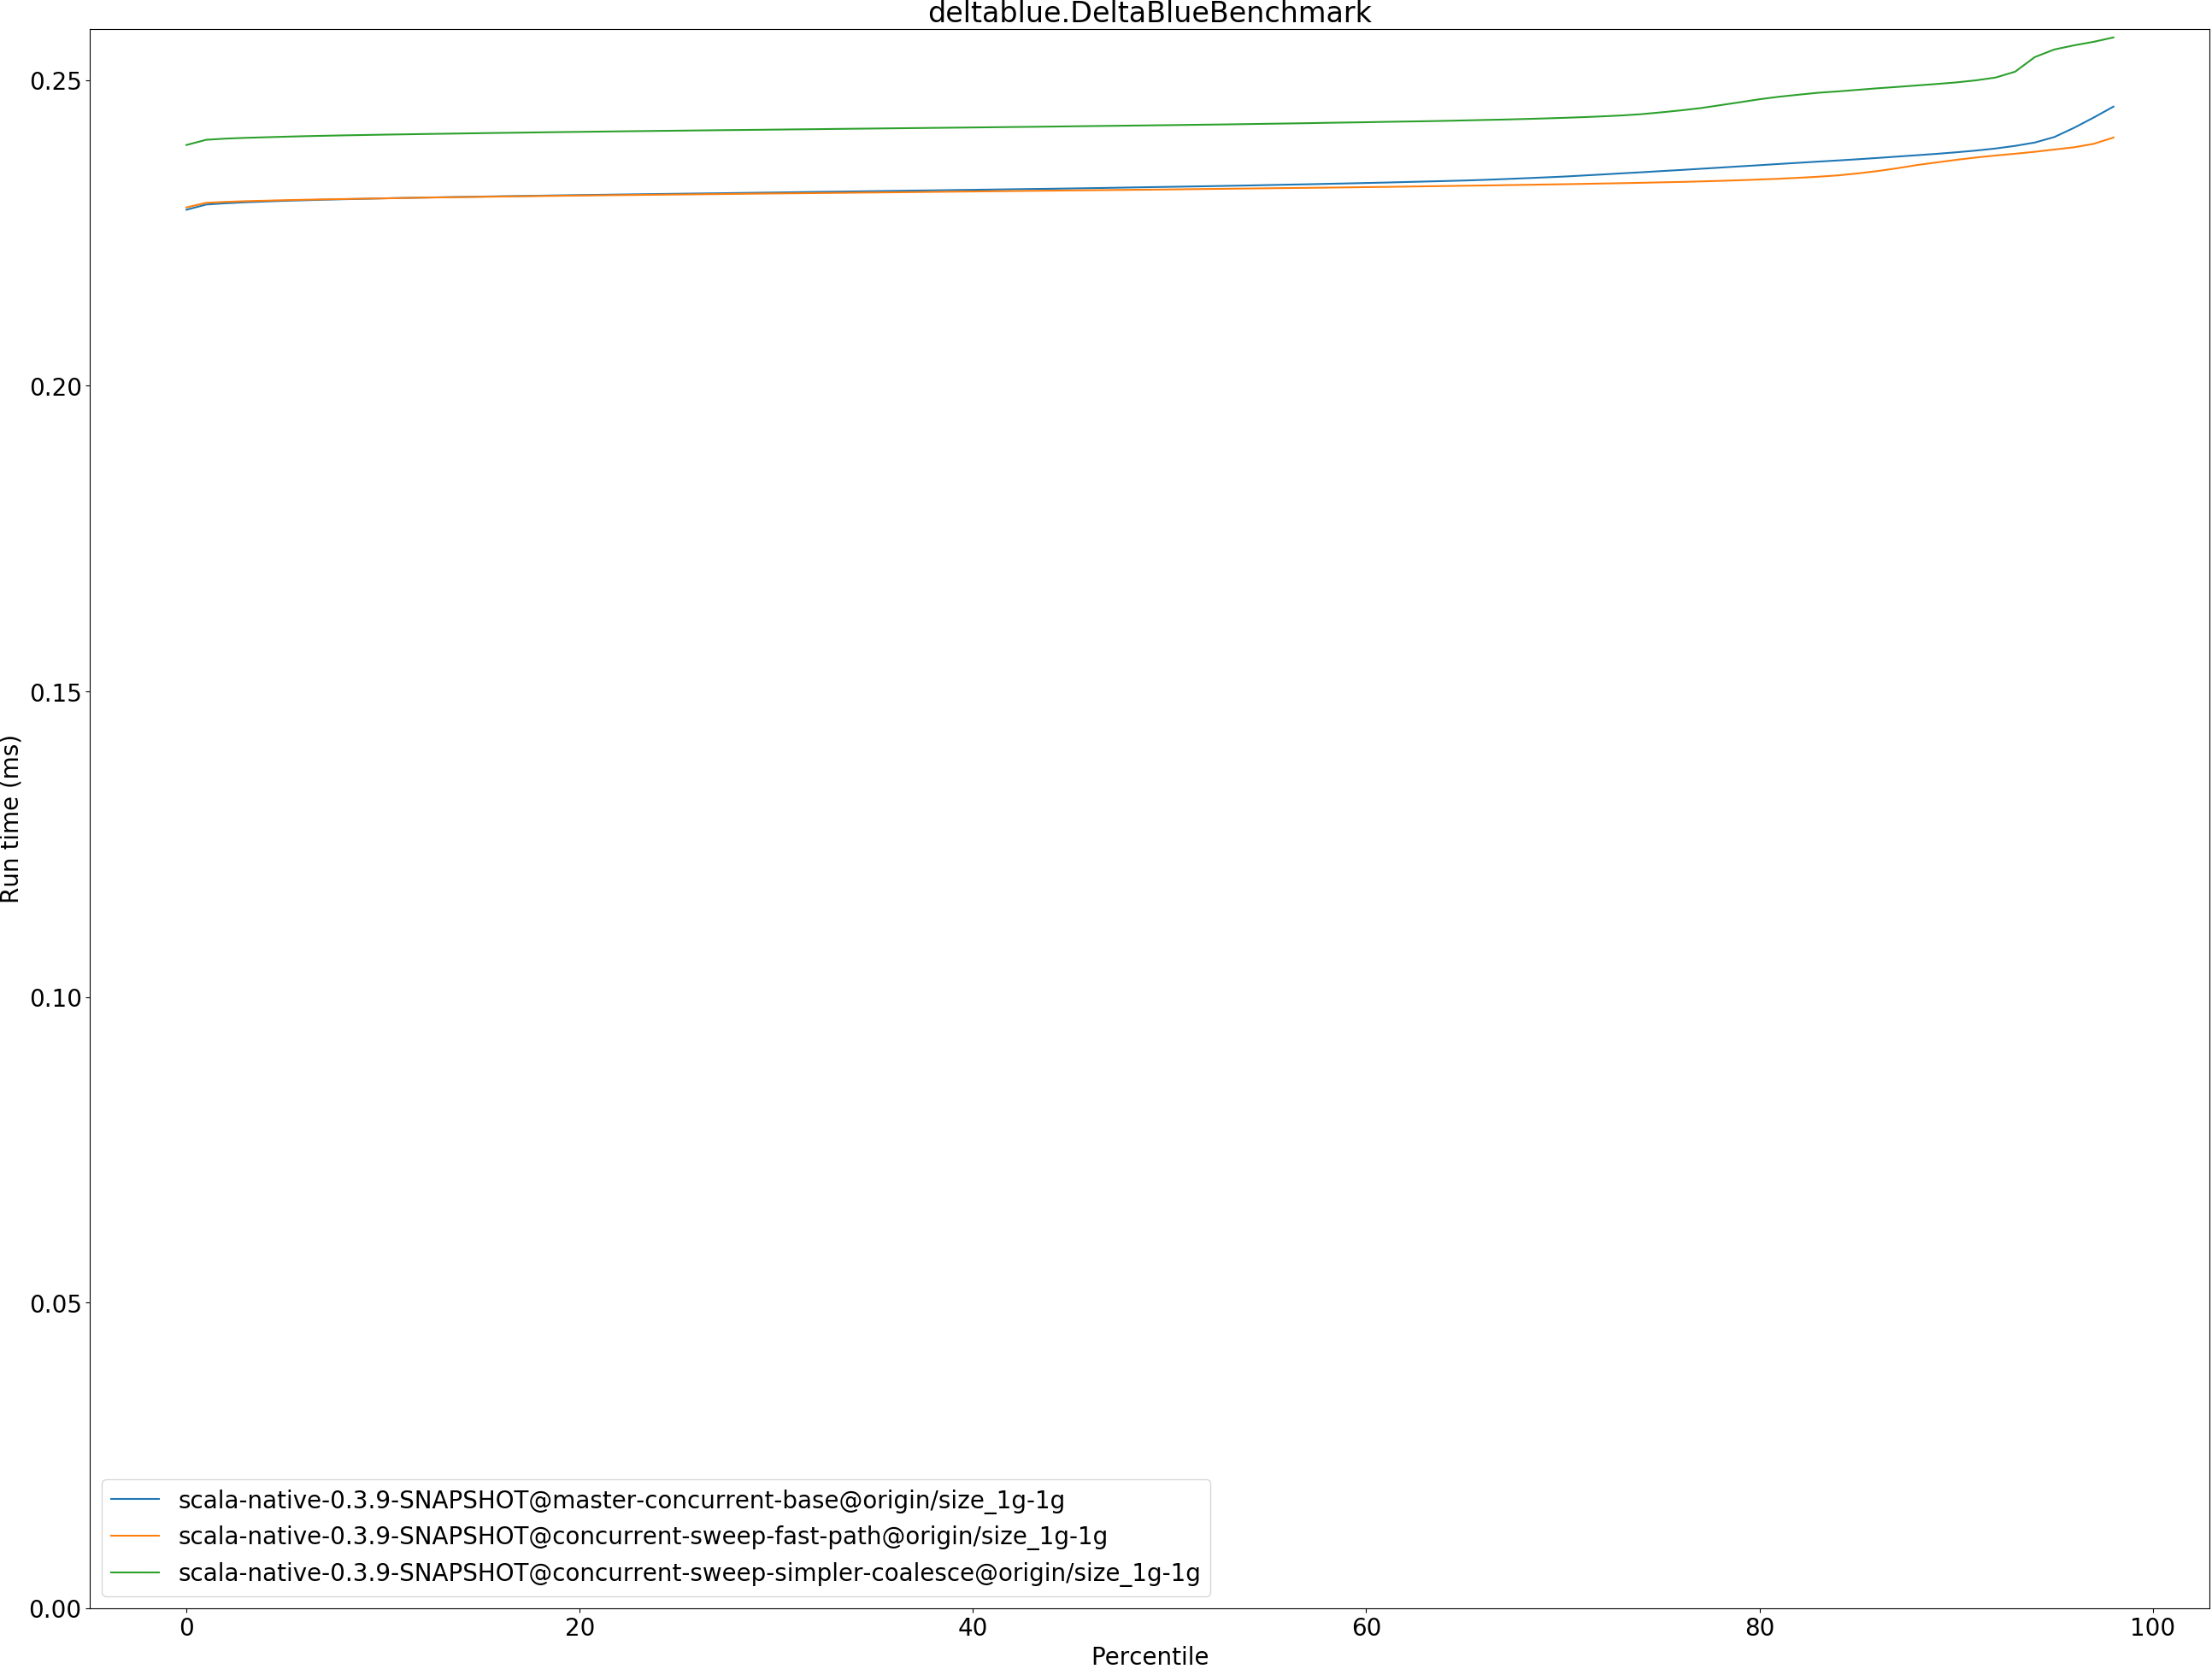 deltablue.DeltaBlueBenchmark
0.25
0.20
0.15
0.10
0.05
0.00
Run time (ms)
scala-native-0.3.9-SNAPSHOT@master-concurrent-base@origin/size_1g-1g
scala-native-0.3.9-SNAPSHOT@concurrent-sweep-fast-path@origin/size_1g-1g
scala-native-0.3.9-SNAPSHOT@concurrent-sweep-simpler-coalesce@origin/size_1g-1g
0 20 40 60 80 100
Percentile